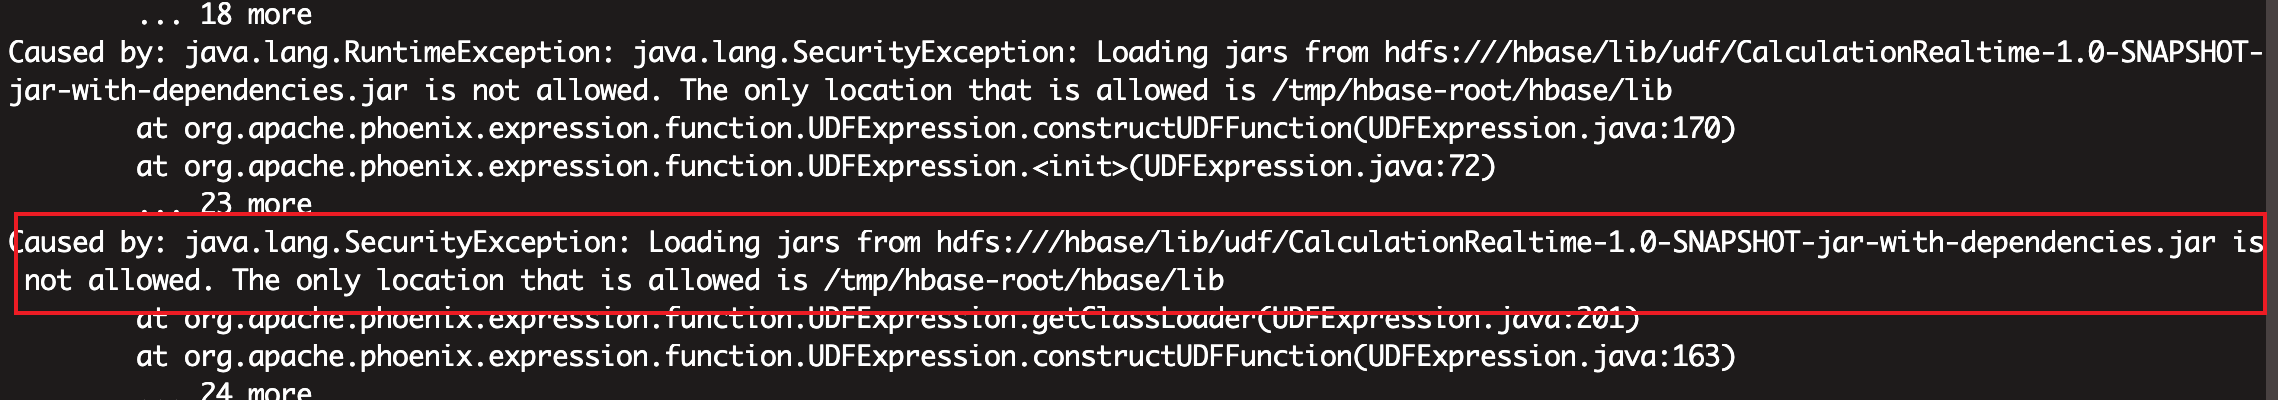 ... 18 more
Caused by: java.lang.RuntimeException: java.lang.SecurityException: Loading jars from hdfs:///hbase/lib/udf/CalculationRealtime-1.0-SNAPSHOT-
jar-with-dependencies.jar is not allowed. The only location that is allowed is /tmp/hbase-root/hbase/lib
at org.apache.phoenix.expression.function.UDFExpression.constructUDFFunction(UDFExpression.java:170)
at org.apache.phoenix.expression.function.UDFExpression.<init>(UDFExpression.java:72)
... 23 more
Caused by: java.lang.SecurityException: Loading jars from hdfs:///hbase/lib/udf/CalculationRealtime-1.0-SNAPSHOT-jar-with-dependencies.jar is
not allowed. The only location that is allowed is /tmp/hbase-root/hbase/lib
at org.apache.phoenix.expression.function.UDFExpression.getClassLoader(UDFExpression.java:201)
at org.apache.phoenix.expression.function.UDFExpression.constructUDFFunction(UDFExpression.java:163)
... 24 more